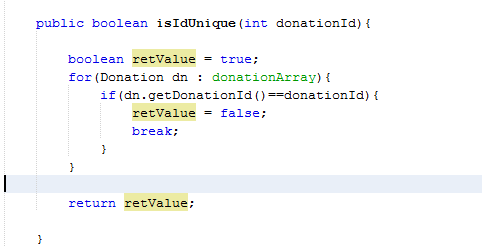 public boolean isIdUnique(int donationId){
boolean retValue = true;
for(Donation dn : donationArray){
if(dn.getDonationId()==donationId){
retValue = false;
break;
}
}
return retValue;
}